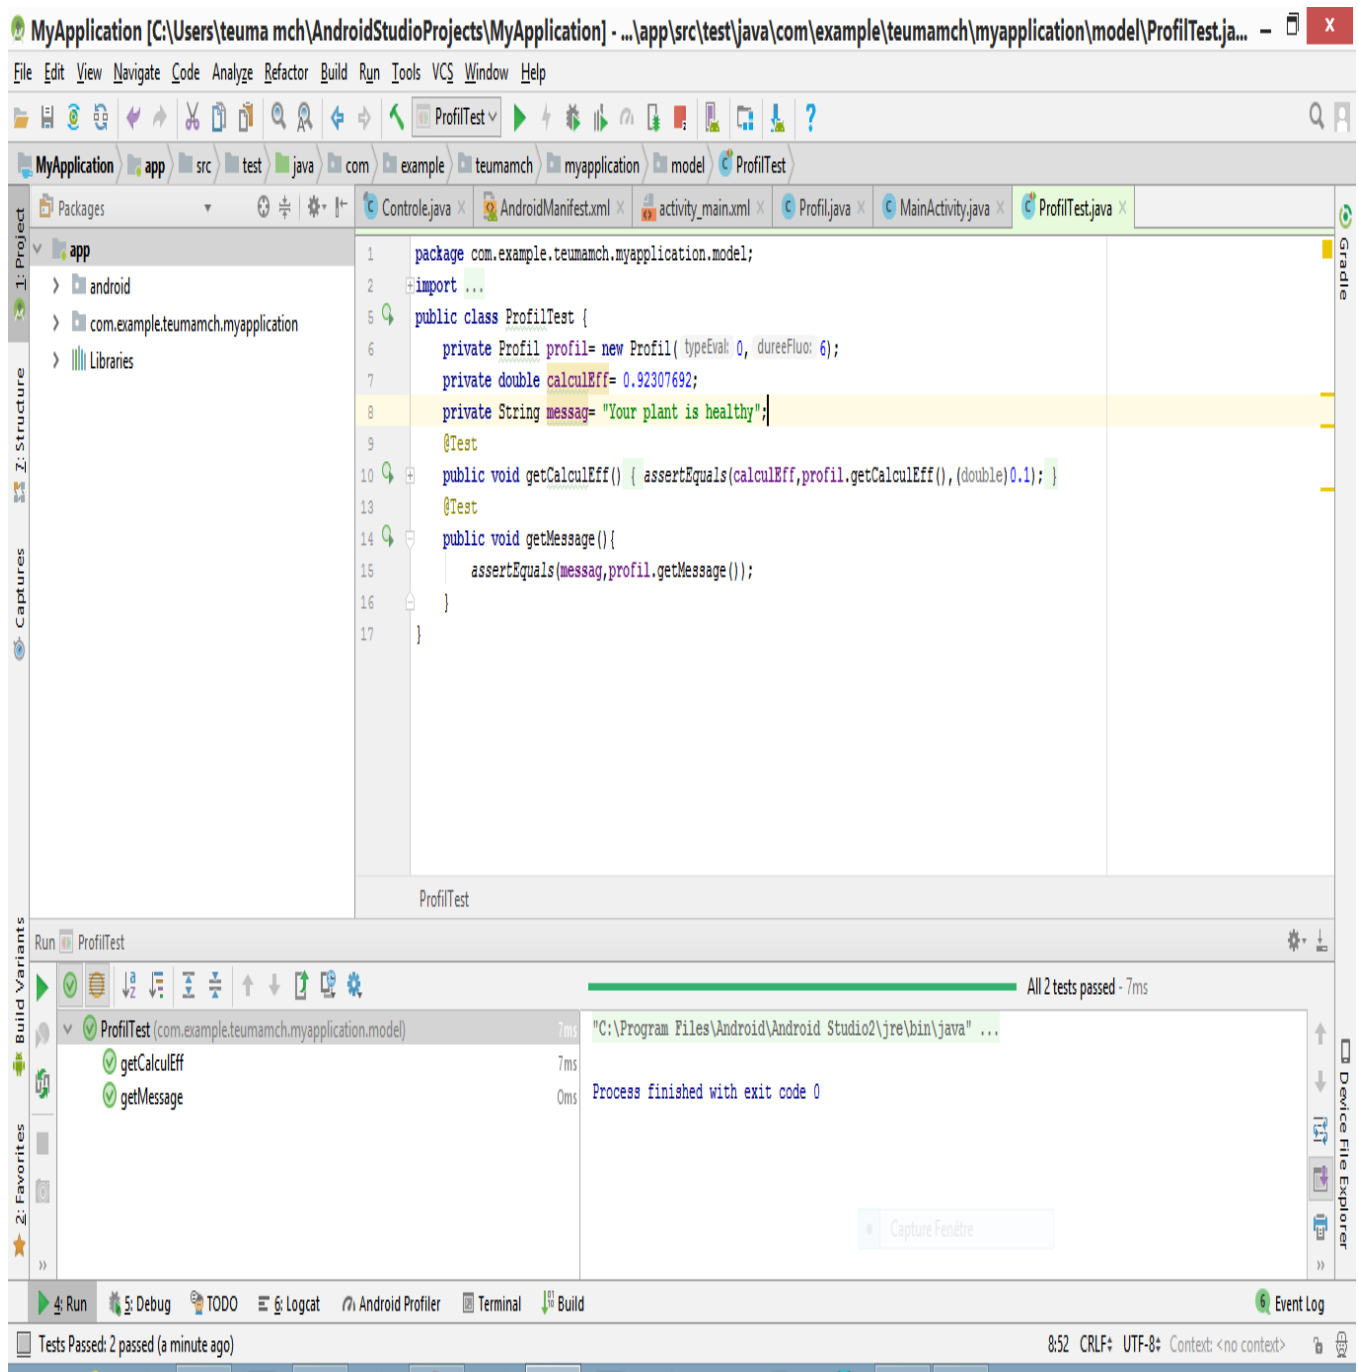 MyApplication [C:\Users\teuma mch\AndroidStudioProjects\MyApplication] - ...\app\src\test\java\com\example\teumamch\myapplication\model\ProfilTest.ja...
File Edit View Navigate Code Analyze Refactor Build Run Tools VCS Window Help
ProfilTest
MyApplication app src test java com example teumamch myapplication model ProfilTest
Packages
Controle.java AndroidManifest.xml activity_main.xml Profil.java MainActivity.java ProfilTest.java
app
android
com.example.teumamch.myapplication
Libraries
1 package com.example.teumamch.myapplication.model;
2 import ...
5 public class ProfilTest {
6 private Profil profil= new Profil( typeEval: 0, dureeFluo: 6);
7 private double calculEff= 0.92307692;
8 private String messag= "Your plant is healthy";
9 @Test
10 public void getCalculEff() { assertEquals(calculEff,profil.getCalculEff(),(double)0.1); }
13 @Test
14 public void getMessage(){
15 assertEquals(messag,profil.getMessage());
16 }
17 }
ProfilTest
1: Project
7: Structure
Captures
Build Variants
2: Favorites
Gradle
Device File Explorer
Run ProfilTest
All 2 tests passed - 7ms
ProfilTest (com.example.teumamch.myapplication.model) 7ms
getCalculEff 7ms
getMessage 0ms
"C:\Program Files\Android\Android Studio2\jre\bin\java" ...
Process finished with exit code 0
Capture Fenêtre
4: Run 5: Debug TODO 6: Logcat Android Profiler Terminal Build 6 Event Log
Tests Passed: 2 passed (a minute ago) 8:52 CRLF UTF-8 Context: <no context>